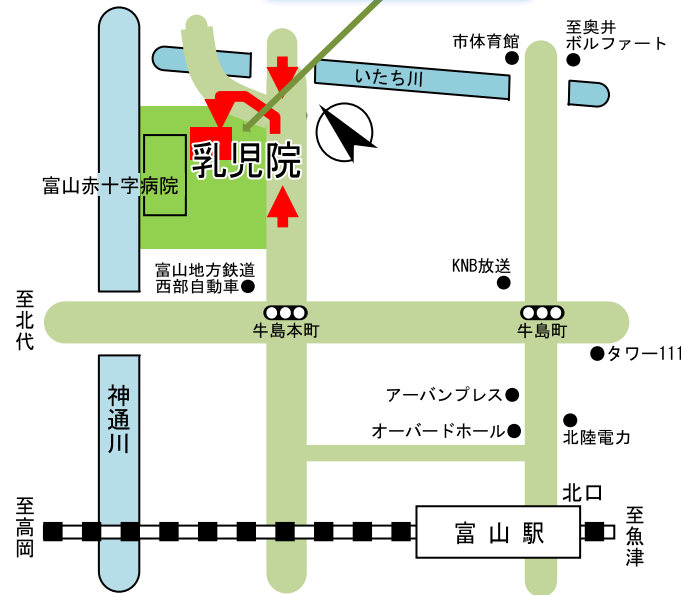 市体育館
至奥井
ボルファート
いたち川
乳児院
富山赤十字病院
富山地方鉄道
西部自動車
KNB放送
至北代
牛島本町
牛島町
タワー111
神通川
アーバンプレス
オーバードホール
北陸電力
北口
至高岡
富山駅
至魚津